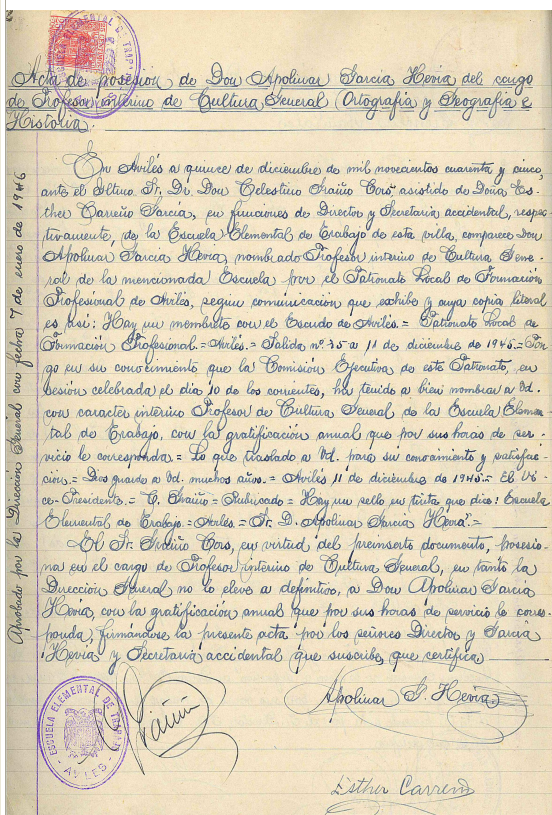 Acta de posesión de Don Apolinar García Hevia del cargo
de Profesor interino de Cultura General (Ortografía y Geografía e
Historia).
En Avilés a quince de diciembre de mil novecientos cuarenta y cinco,
ante el Iltmo. Sr. D. Don Celestino Graíño Cors asistido de Doña Es-
ther Carreño García, en funciones de Director y Secretaria accidental, respec-
tivamente, de la Escuela Elemental de Trabajo de esta villa, comparece Don
Apolinar García Hevia, nombrado Profesor interino de Cultura Gene-
ral de la mencionada Escuela por el Patronato Local de Formación
Profesional de Avilés, según comunicación que exhibe y cuya copia literal
es así: Hay un membrete con el Escudo de Avilés.= Patronato Local de
Formación Profesional.=Avilés.= Salida nº 35 a 11 de diciembre de 1945.=Pon-
go en su conocimiento que la Comisión Ejecutiva de este Patronato, en
sesión celebrada el día 10 de los corrientes, ha tenido a bien nombrar a Vd.
con caracter interino Profesor de Cultura General de la Escuela Elemen-
tal de Trabajo, con la gratificación anual que por sus horas de ser-
vicio le corresponda = Lo que traslado a Vd. para su conocimiento y satisfac-
ción.= Dios guarde a Vd. muchos años.= Avilés 11 de diciembre de 1945.= El Vi-
ce-Presidente.= C. Graíño = Rubricado = Hay un sello en tinta que dice: Escuela
Elemental de Trabajo.= Avilés.= Sr. D. Apolinar García Hevia".=
El Sr. Graíño Cors, en virtud del preinserto documento, posesio-
na en el cargo de Profesor interino de Cultura General, en tanto la
Dirección General no lo eleve a definitivo, a Don Apolinar García
Hevia, con la gratificación anual que por sus horas de servicio le corres-
ponda, firmándose la presente acta por los señores Director y García
Hevia y Secretaria accidental que suscribe, que certifica,
Apolinar G. Hevia
Graíño
Esther Carreño
Aprobado por la Dirección General con fecha 7 de enero de 1946
ESCUELA ELEMENTAL DE TRABAJO
AVILES
ESCUELA ELEMENTAL DE TRABAJO